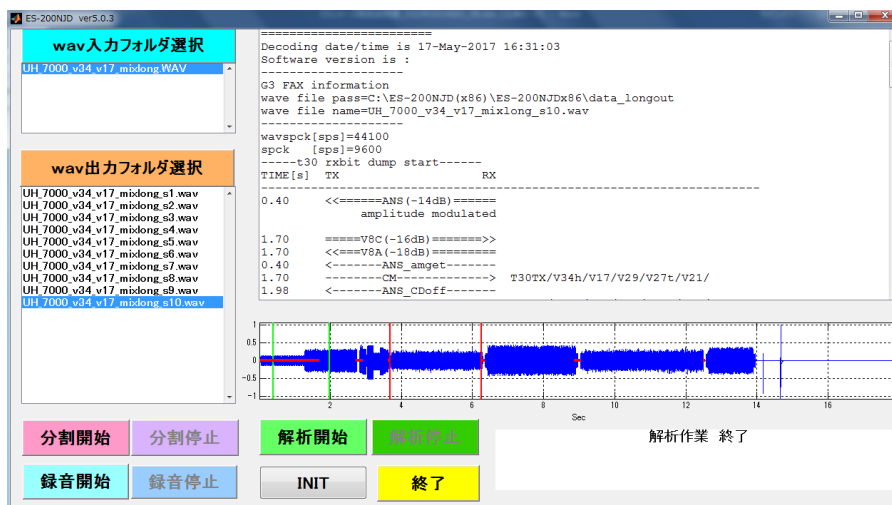 ES-200NJD ver5.0.3
wav入力フォルダ選択
UH_7000_v34_v17_mixlong.WAV
wav出力フォルダ選択
UH_7000_v34_v17_mixlong_s1.wav
UH_7000_v34_v17_mixlong_s2.wav
UH_7000_v34_v17_mixlong_s3.wav
UH_7000_v34_v17_mixlong_s4.wav
UH_7000_v34_v17_mixlong_s5.wav
UH_7000_v34_v17_mixlong_s6.wav
UH_7000_v34_v17_mixlong_s7.wav
UH_7000_v34_v17_mixlong_s8.wav
UH_7000_v34_v17_mixlong_s9.wav
UH_7000_v34_v17_mixlong_s10.wav
========================
Decoding date/time is 17-May-2017 16:31:03
Software version is :
--------------------
G3 FAX information
wave file pass=C:\ES-200NJD(x86)\ES-200NJDx86\data_longout
wave file name=UH_7000_v34_v17_mixlong_s10.wav
--------------------
wavspck[sps]=44100
spck   [sps]=9600
-----t30 rxbit dump start------
TIME[s]  TX                    RX
----------------------------------------------------------------------
0.40     <<======ANS(-14dB)======
              amplitude modulated
1.70     =====V8C(-16dB)=======>>
1.70     <<===V8A(-18dB)=========
0.40     <-------ANS_amget-------
1.70     --------CM------------->  T30TX/V34h/V17/V29/V27t/V21/
1.98     <-------ANS_CDoff-------
1
0.5
0
-0.5
-1
2 4 6 8 10 12 14 16
Sec
分割開始 分割停止 解析開始 解析停止
解析作業 終了
録音開始 録音停止 INIT 終了